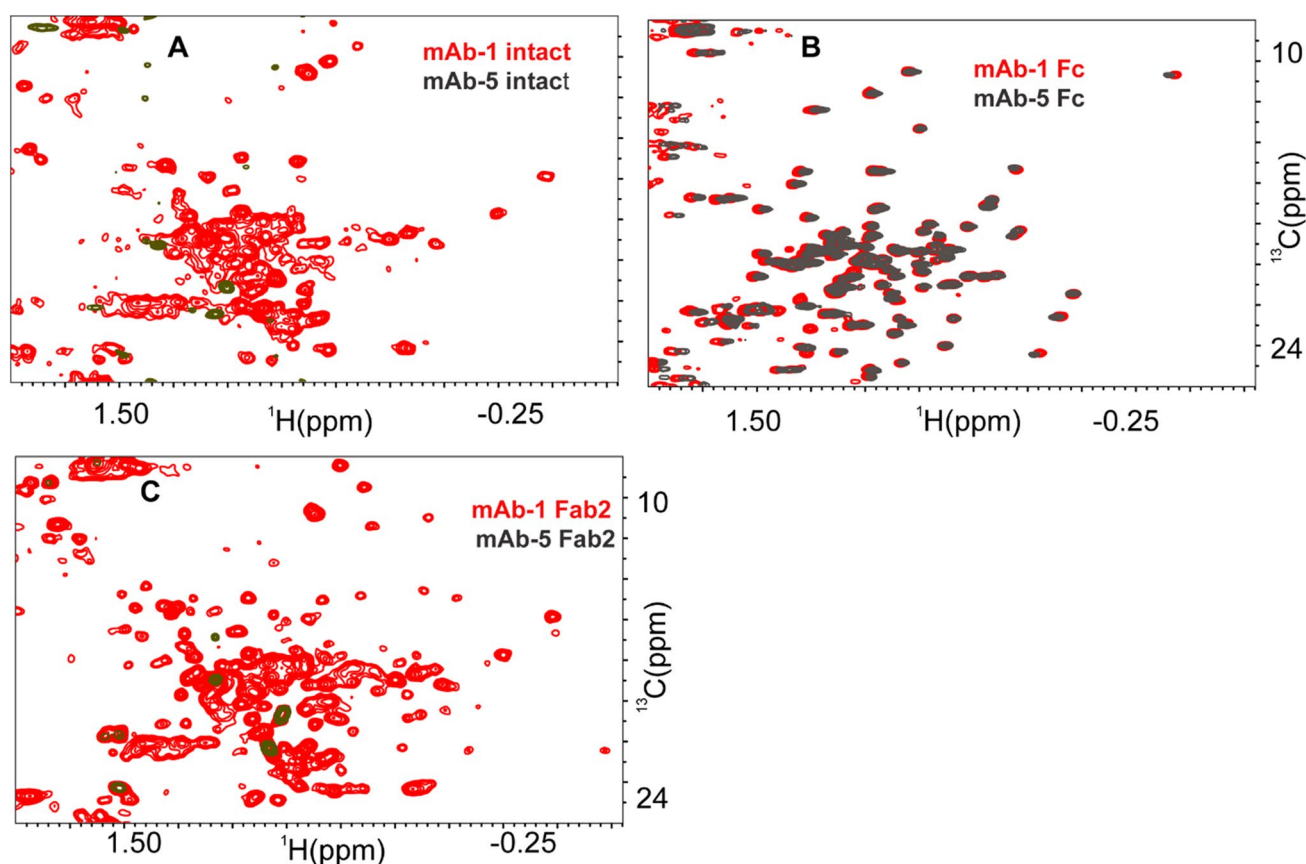 A
mAb-1 intact
mAb-5 intact
1.50
¹H(ppm)
-0.25
B
mAb-1 Fc
mAb-5 Fc
10
¹³C(ppm)
24
1.50
¹H(ppm)
-0.25
C
mAb-1 Fab2
mAb-5 Fab2
10
¹³C(ppm)
24
1.50
¹H(ppm)
-0.25